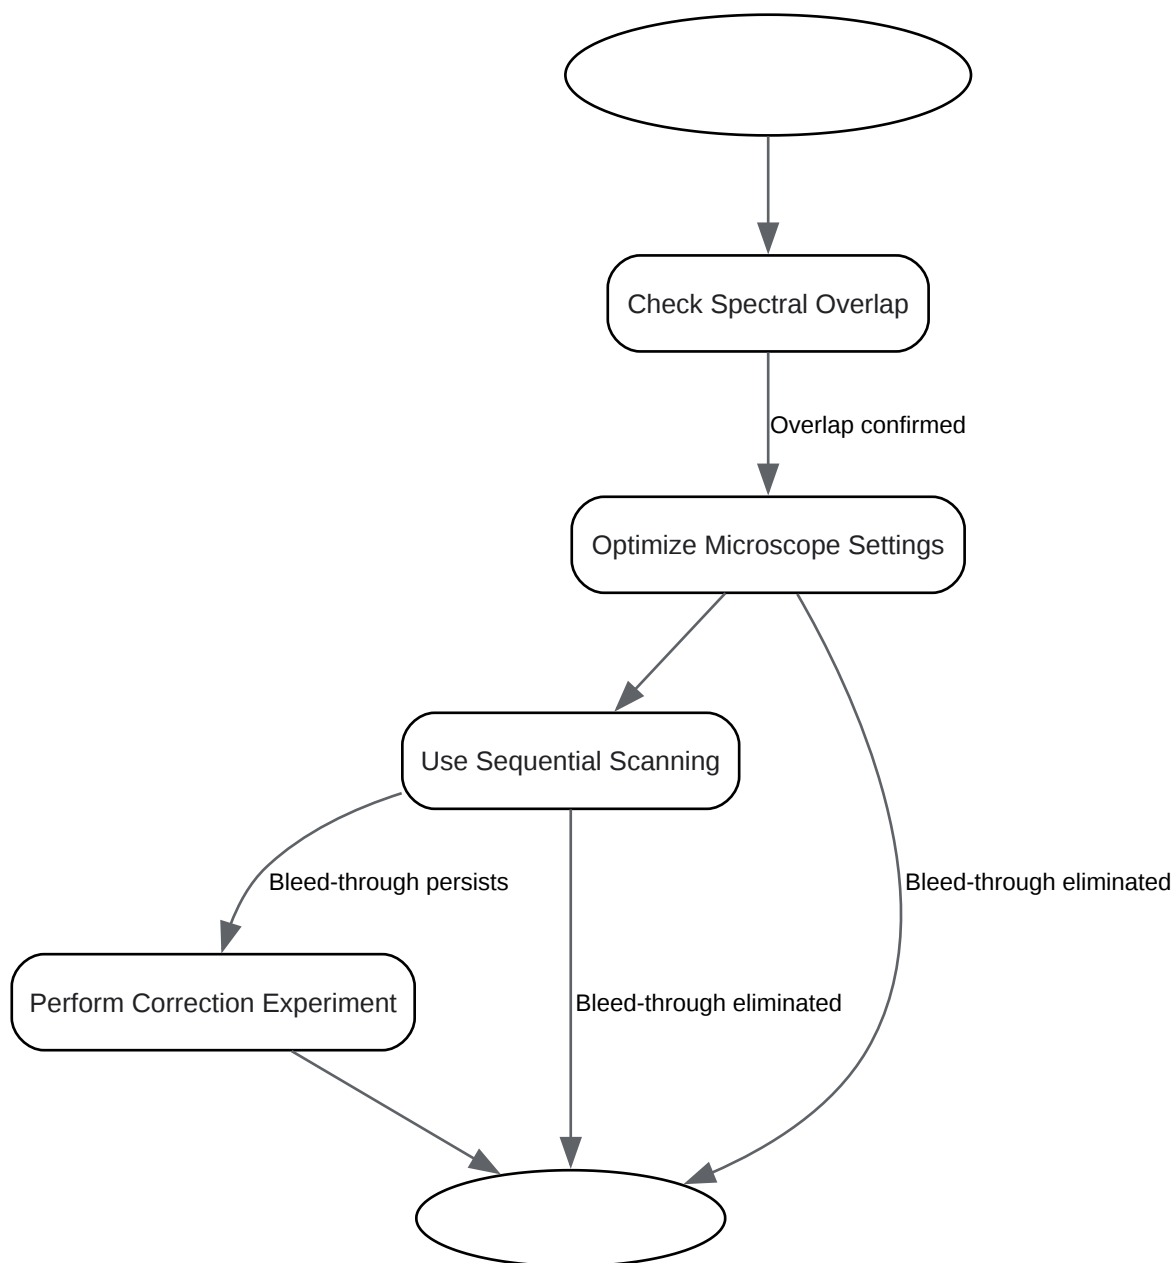 Check Spectral Overlap
Overlap confirmed
Optimize Microscope Settings
Use Sequential Scanning
Bleed-through persists
Bleed-through eliminated
Perform Correction Experiment
Bleed-through eliminated